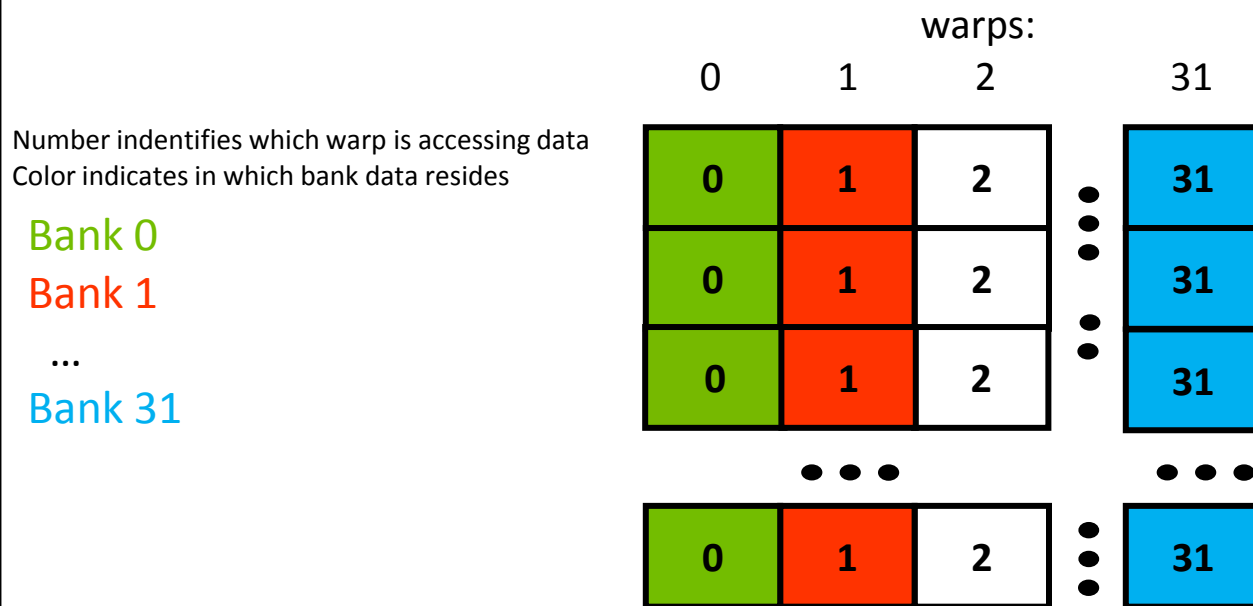 warps:
0 1 2 31
Number indentifies which warp is accessing data
Color indicates in which bank data resides
Bank 0
Bank 1
...
Bank 31
0 1 2 31
0 1 2 31
0 1 2 31
0 1 2 31